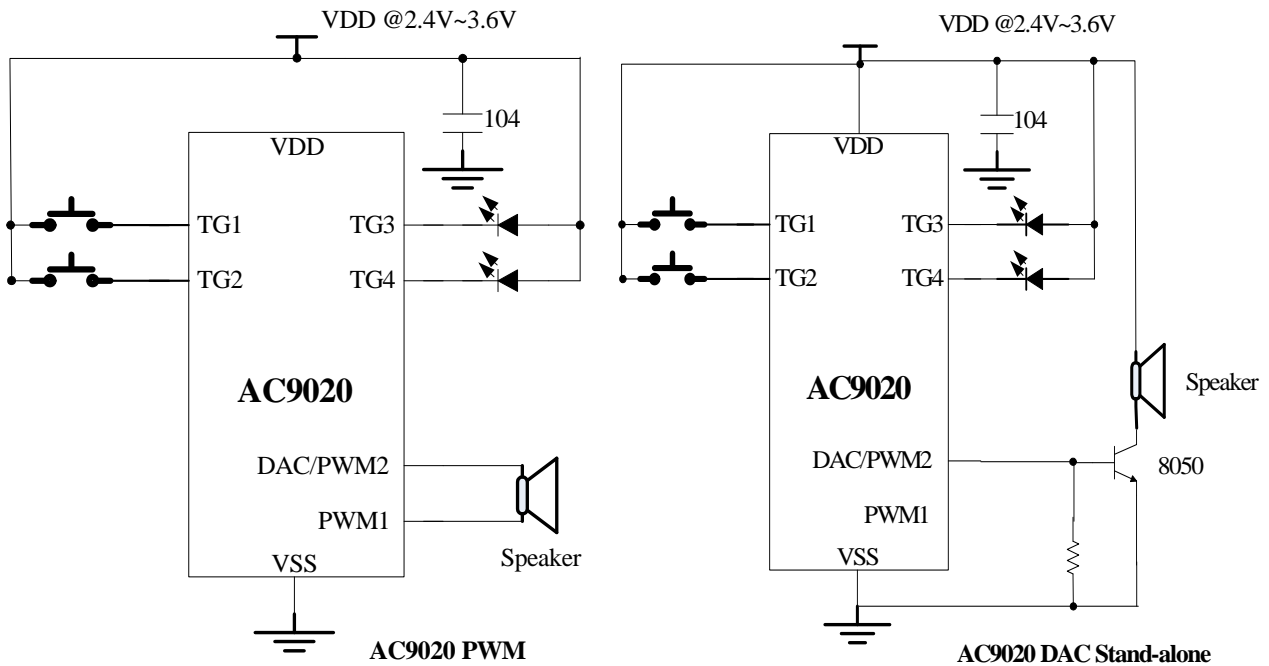 VDD @2.4V~3.6V
104
VDD
TG1
TG3
TG2
TG4
AC9020
DAC/PWM2
PWM1
Speaker
VSS
AC9020 PWM
VDD @2.4V~3.6V
104
VDD
TG1
TG3
TG2
TG4
AC9020
Speaker
DAC/PWM2
8050
PWM1
VSS
AC9020 DAC Stand-alone